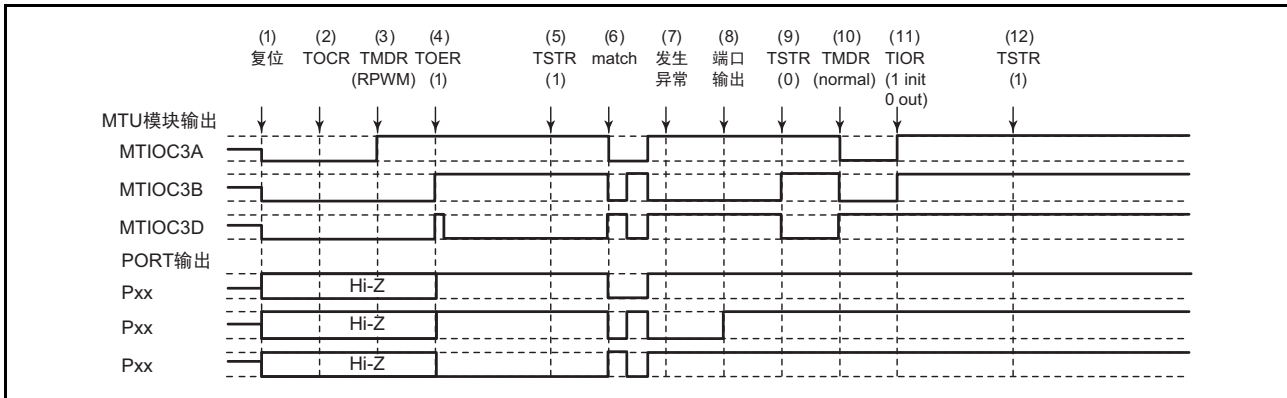 (1) (2) (3) (4) (5) (6) (7) (8) (9) (10) (11) (12)
复位 TOCR TMDR TOER TSTR match 发生 端口 TSTR TMDR TIOR TSTR
(RPWM) (1) (1) 异常 输出 (0) (normal) (1 init (1)
0 out)
MTU模块输出
MTIOC3A
MTIOC3B
MTIOC3D
PORT输出
Pxx Hi-Z
Pxx Hi-Z
Pxx Hi-Z